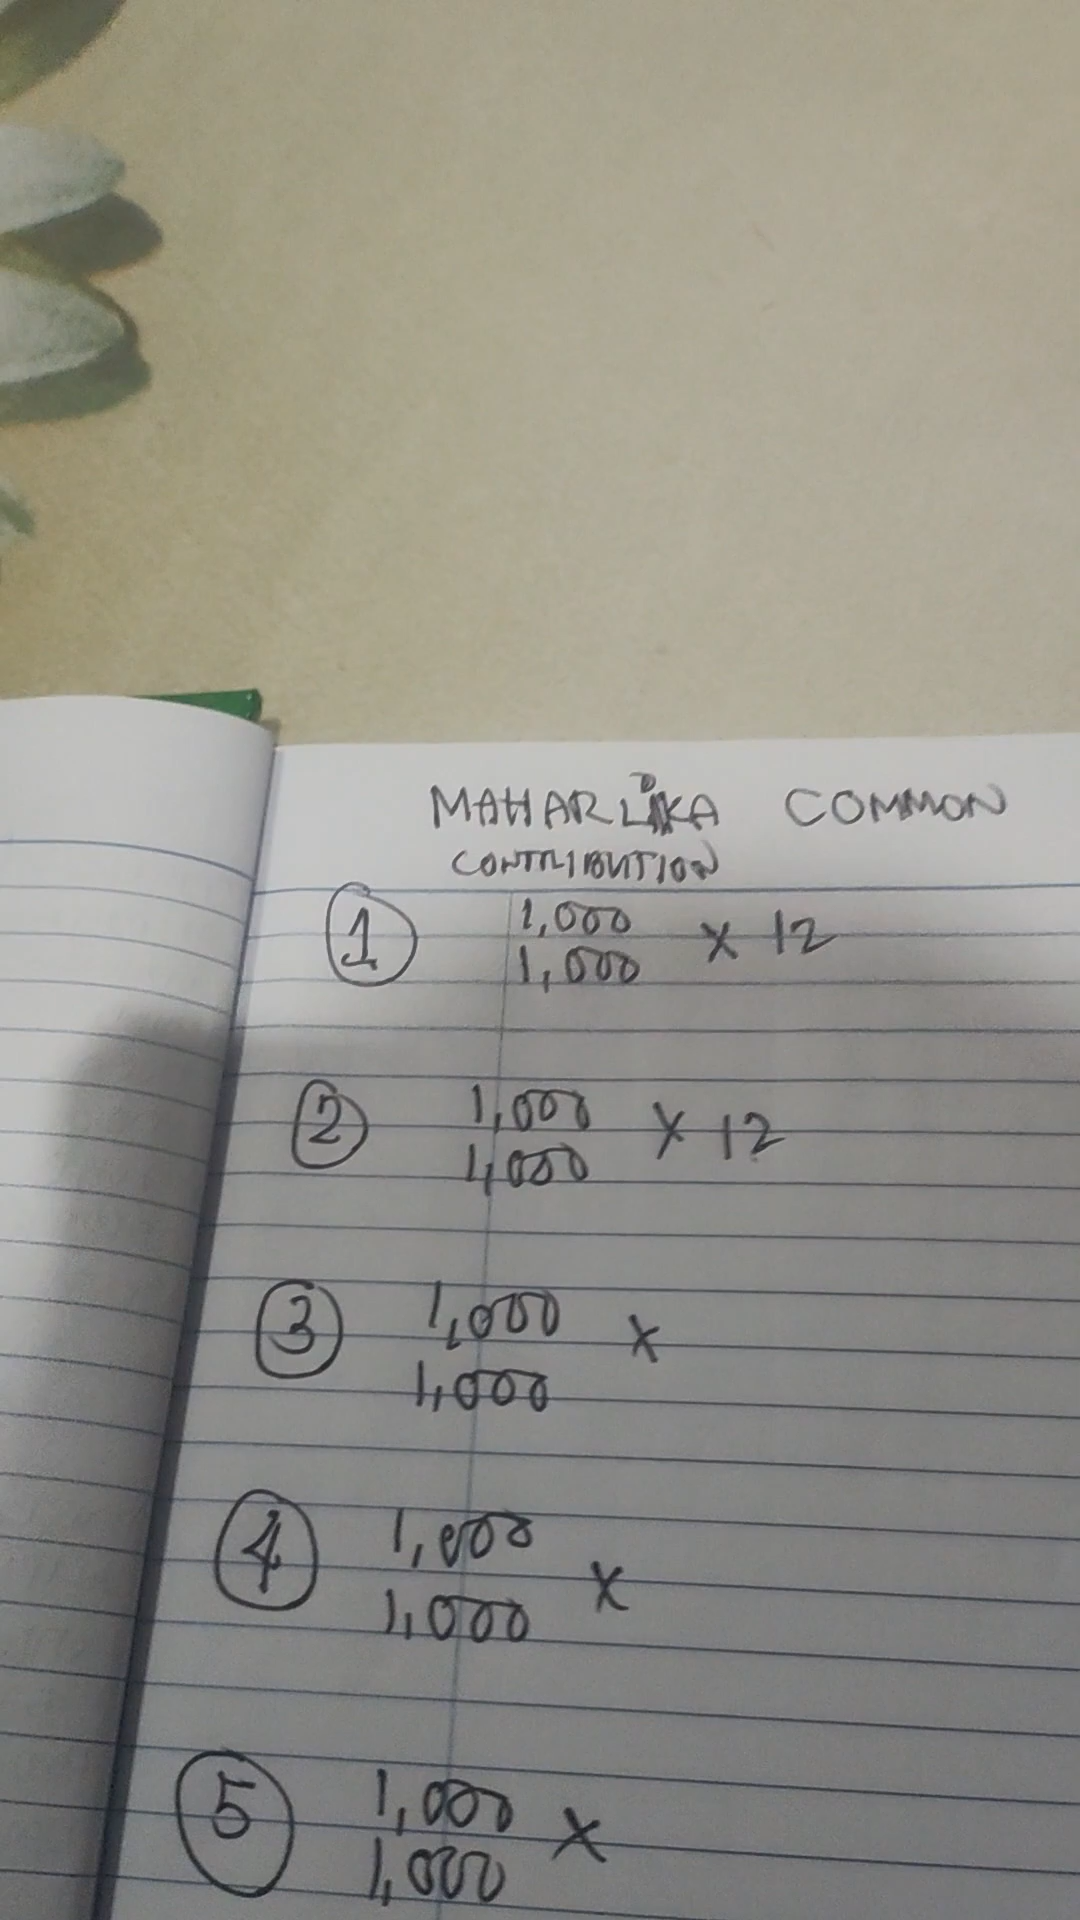 MAHARLIKA COMMON
CONTRIBUTION
1 1,000 x 12
1,000
2 1,000 x 12
1,000
3 1,000 x
1,000
4 1,000 x
1,000
5 1,000 x
1,000